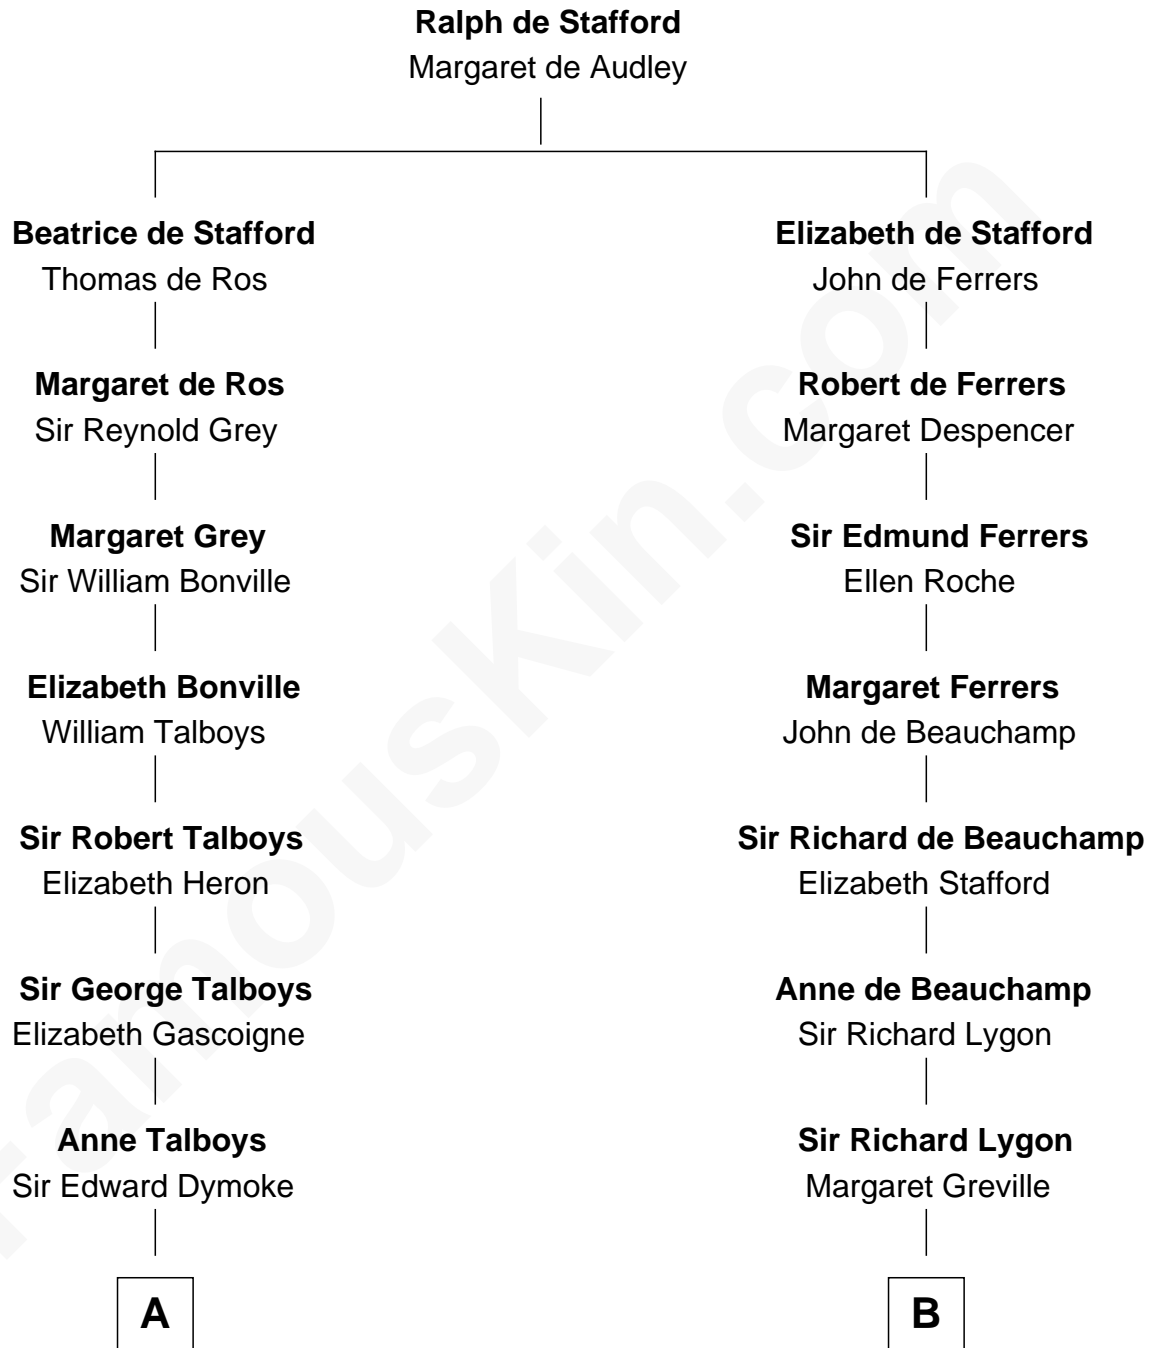 Ralph de Stafford
Margaret de Audley
Beatrice de Stafford
Thomas de Ros
Margaret de Ros
Sir Reynold Grey
Margaret Grey
Sir William Bonville
Elizabeth Bonville
William Talboys
Sir Robert Talboys
Elizabeth Heron
Sir George Talboys
Elizabeth Gascoigne
Anne Talboys
Sir Edward Dymoke
A
Elizabeth de Stafford
John de Ferrers
Robert de Ferrers
Margaret Despencer
Sir Edmund Ferrers
Ellen Roche
Margaret Ferrers
John de Beauchamp
Sir Richard de Beauchamp
Elizabeth Stafford
Anne de Beauchamp
Sir Richard Lygon
Sir Richard Lygon
Margaret Greville
B
FamousKin.com